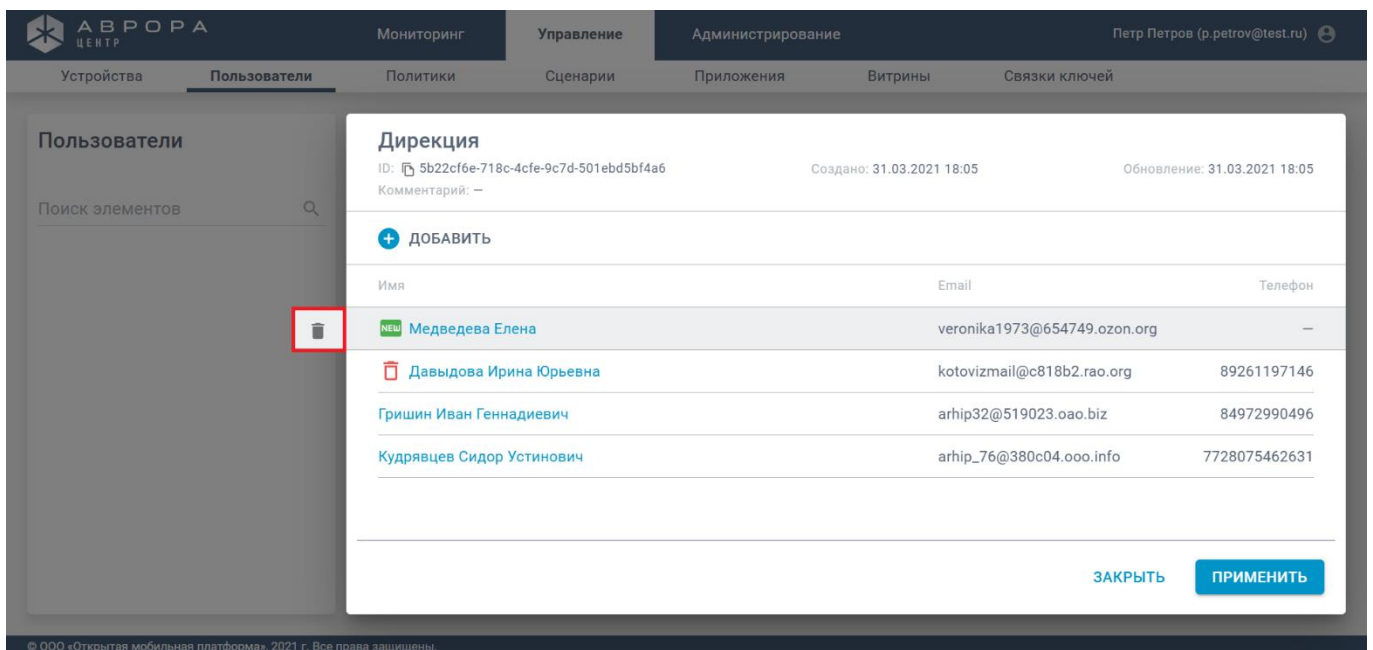 АВРОРА
ЦЕНТР
Мониторинг Управление Администрирование Петр Петров (p.petrov@test.ru)
Устройства Пользователи Политики Сценарии Приложения Витрины Связки ключей
Пользователи
Поиск элементов
Дирекция
ID: 5b22cf6e-718c-4cfe-9c7d-501ebd5bf4a6 Создано: 31.03.2021 18:05 Обновление: 31.03.2021 18:05
Комментарий: —
ДОБАВИТЬ
Имя Email Телефон
NEW Медведева Елена veronika1973@654749.ozon.org —
Давыдова Ирина Юрьевна kotovizmail@c818b2.rao.org 89261197146
Гришин Иван Геннадиевич arhip32@519023.oao.biz 84972990496
Кудрявцев Сидор Устинович arhip_76@380c04.ooo.info 7728075462631
ЗАКРЫТЬ ПРИМЕНИТЬ
© ООО «Открытая мобильная платформа», 2021 г. Все права защищены.